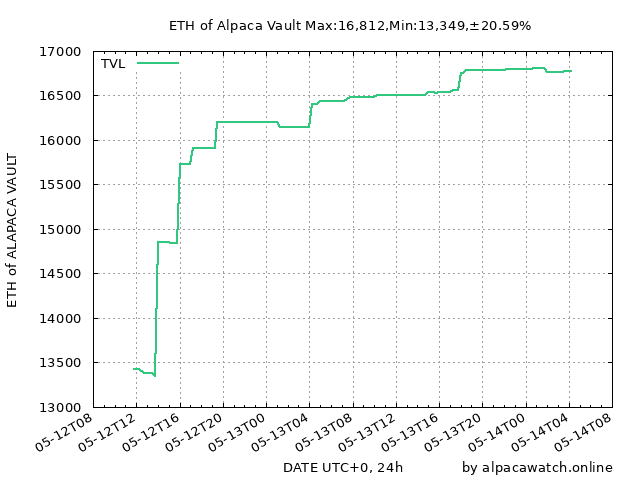 ETH of Alpaca Vault Max:16,812,Min:13,349,±20.59%
TVL
17000
16500
16000
15500
15000
14500
14000
13500
13000
ETH of ALAPACA VAULT
05-12T08
05-12T12
05-12T16
05-12T20
05-13T00
05-13T04
05-13T08
05-13T12
05-13T16
05-13T20
05-14T00
05-14T04
05-14T08
DATE UTC+0, 24h
by alpacawatch.online